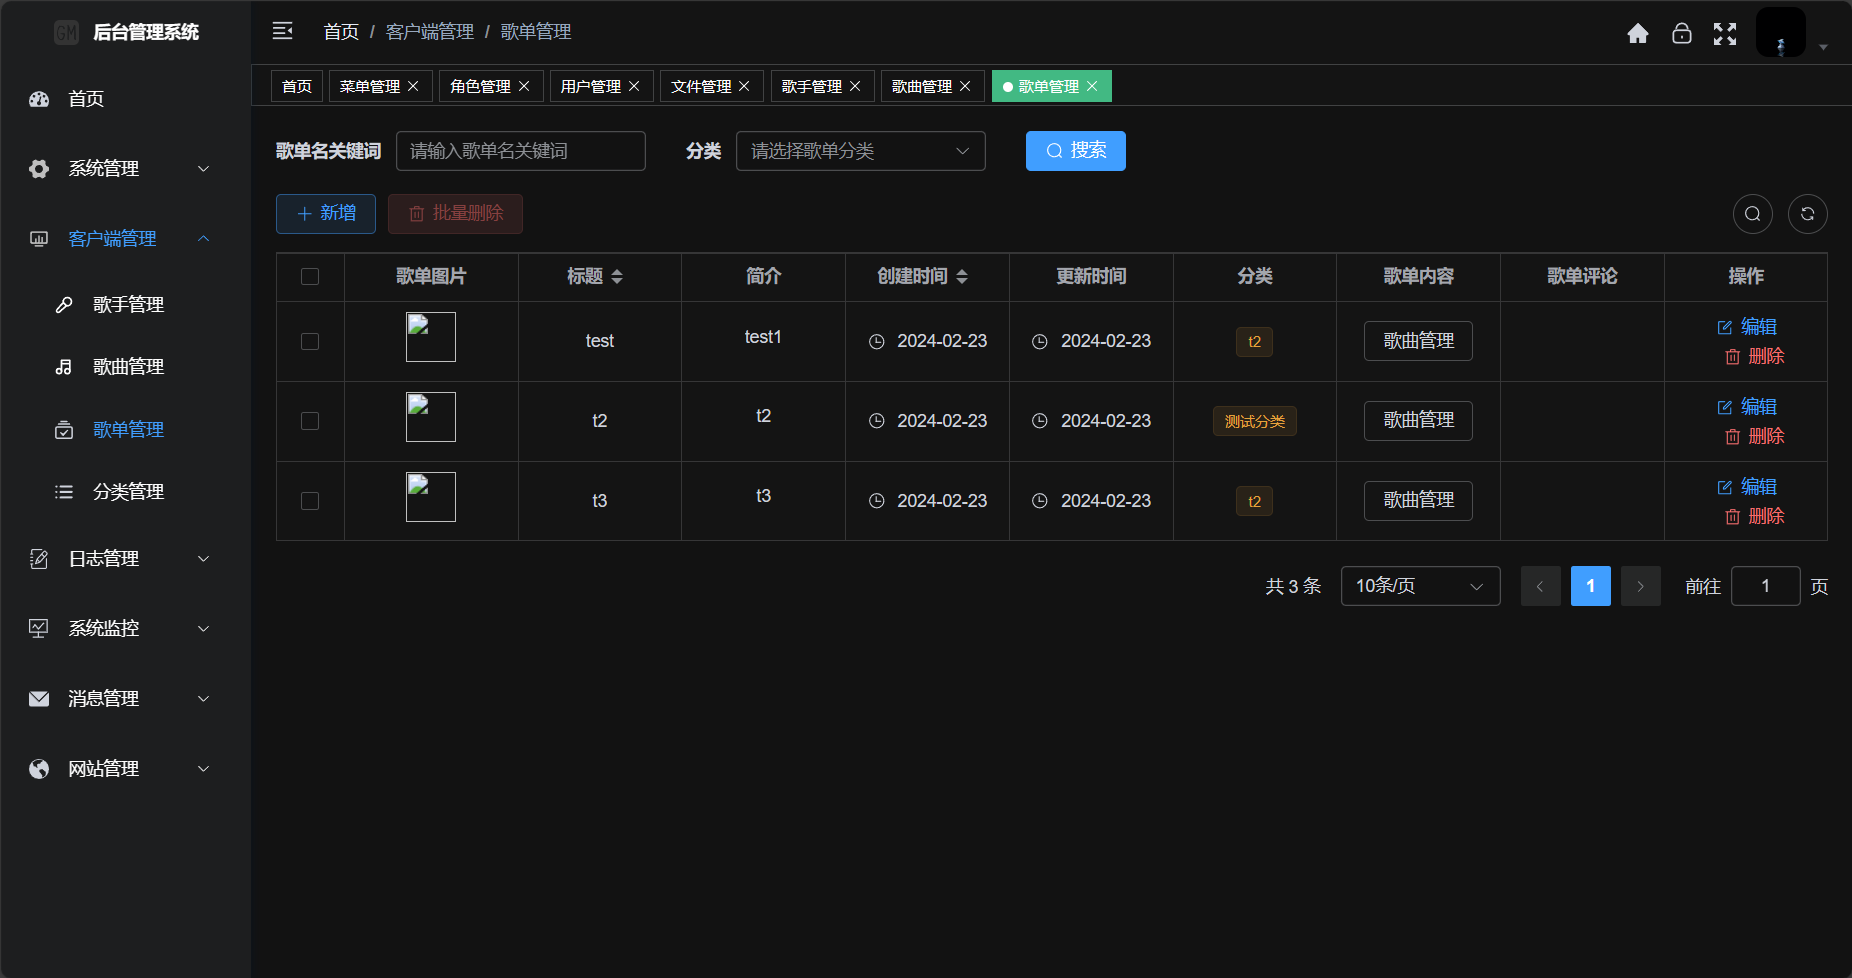 GM 后台管理系统
首页 / 客户端管理 / 歌单管理
首页 菜单管理 角色管理 用户管理 文件管理 歌手管理 歌曲管理 歌单管理
首页
系统管理
客户端管理
歌手管理
歌曲管理
歌单管理
分类管理
日志管理
系统监控
消息管理
网站管理
歌单名关键词 请输入歌单名关键词 分类 请选择歌单分类 搜索
新增 批量删除
歌单图片 标题 简介 创建时间 更新时间 分类 歌单内容 歌单评论 操作
test test1 2024-02-23 2024-02-23 t2 歌曲管理 编辑
删除
t2 t2 2024-02-23 2024-02-23 测试分类 歌曲管理 编辑
删除
t3 t3 2024-02-23 2024-02-23 t2 歌曲管理 编辑
删除
共 3 条 10条/页 1 前往 1 页